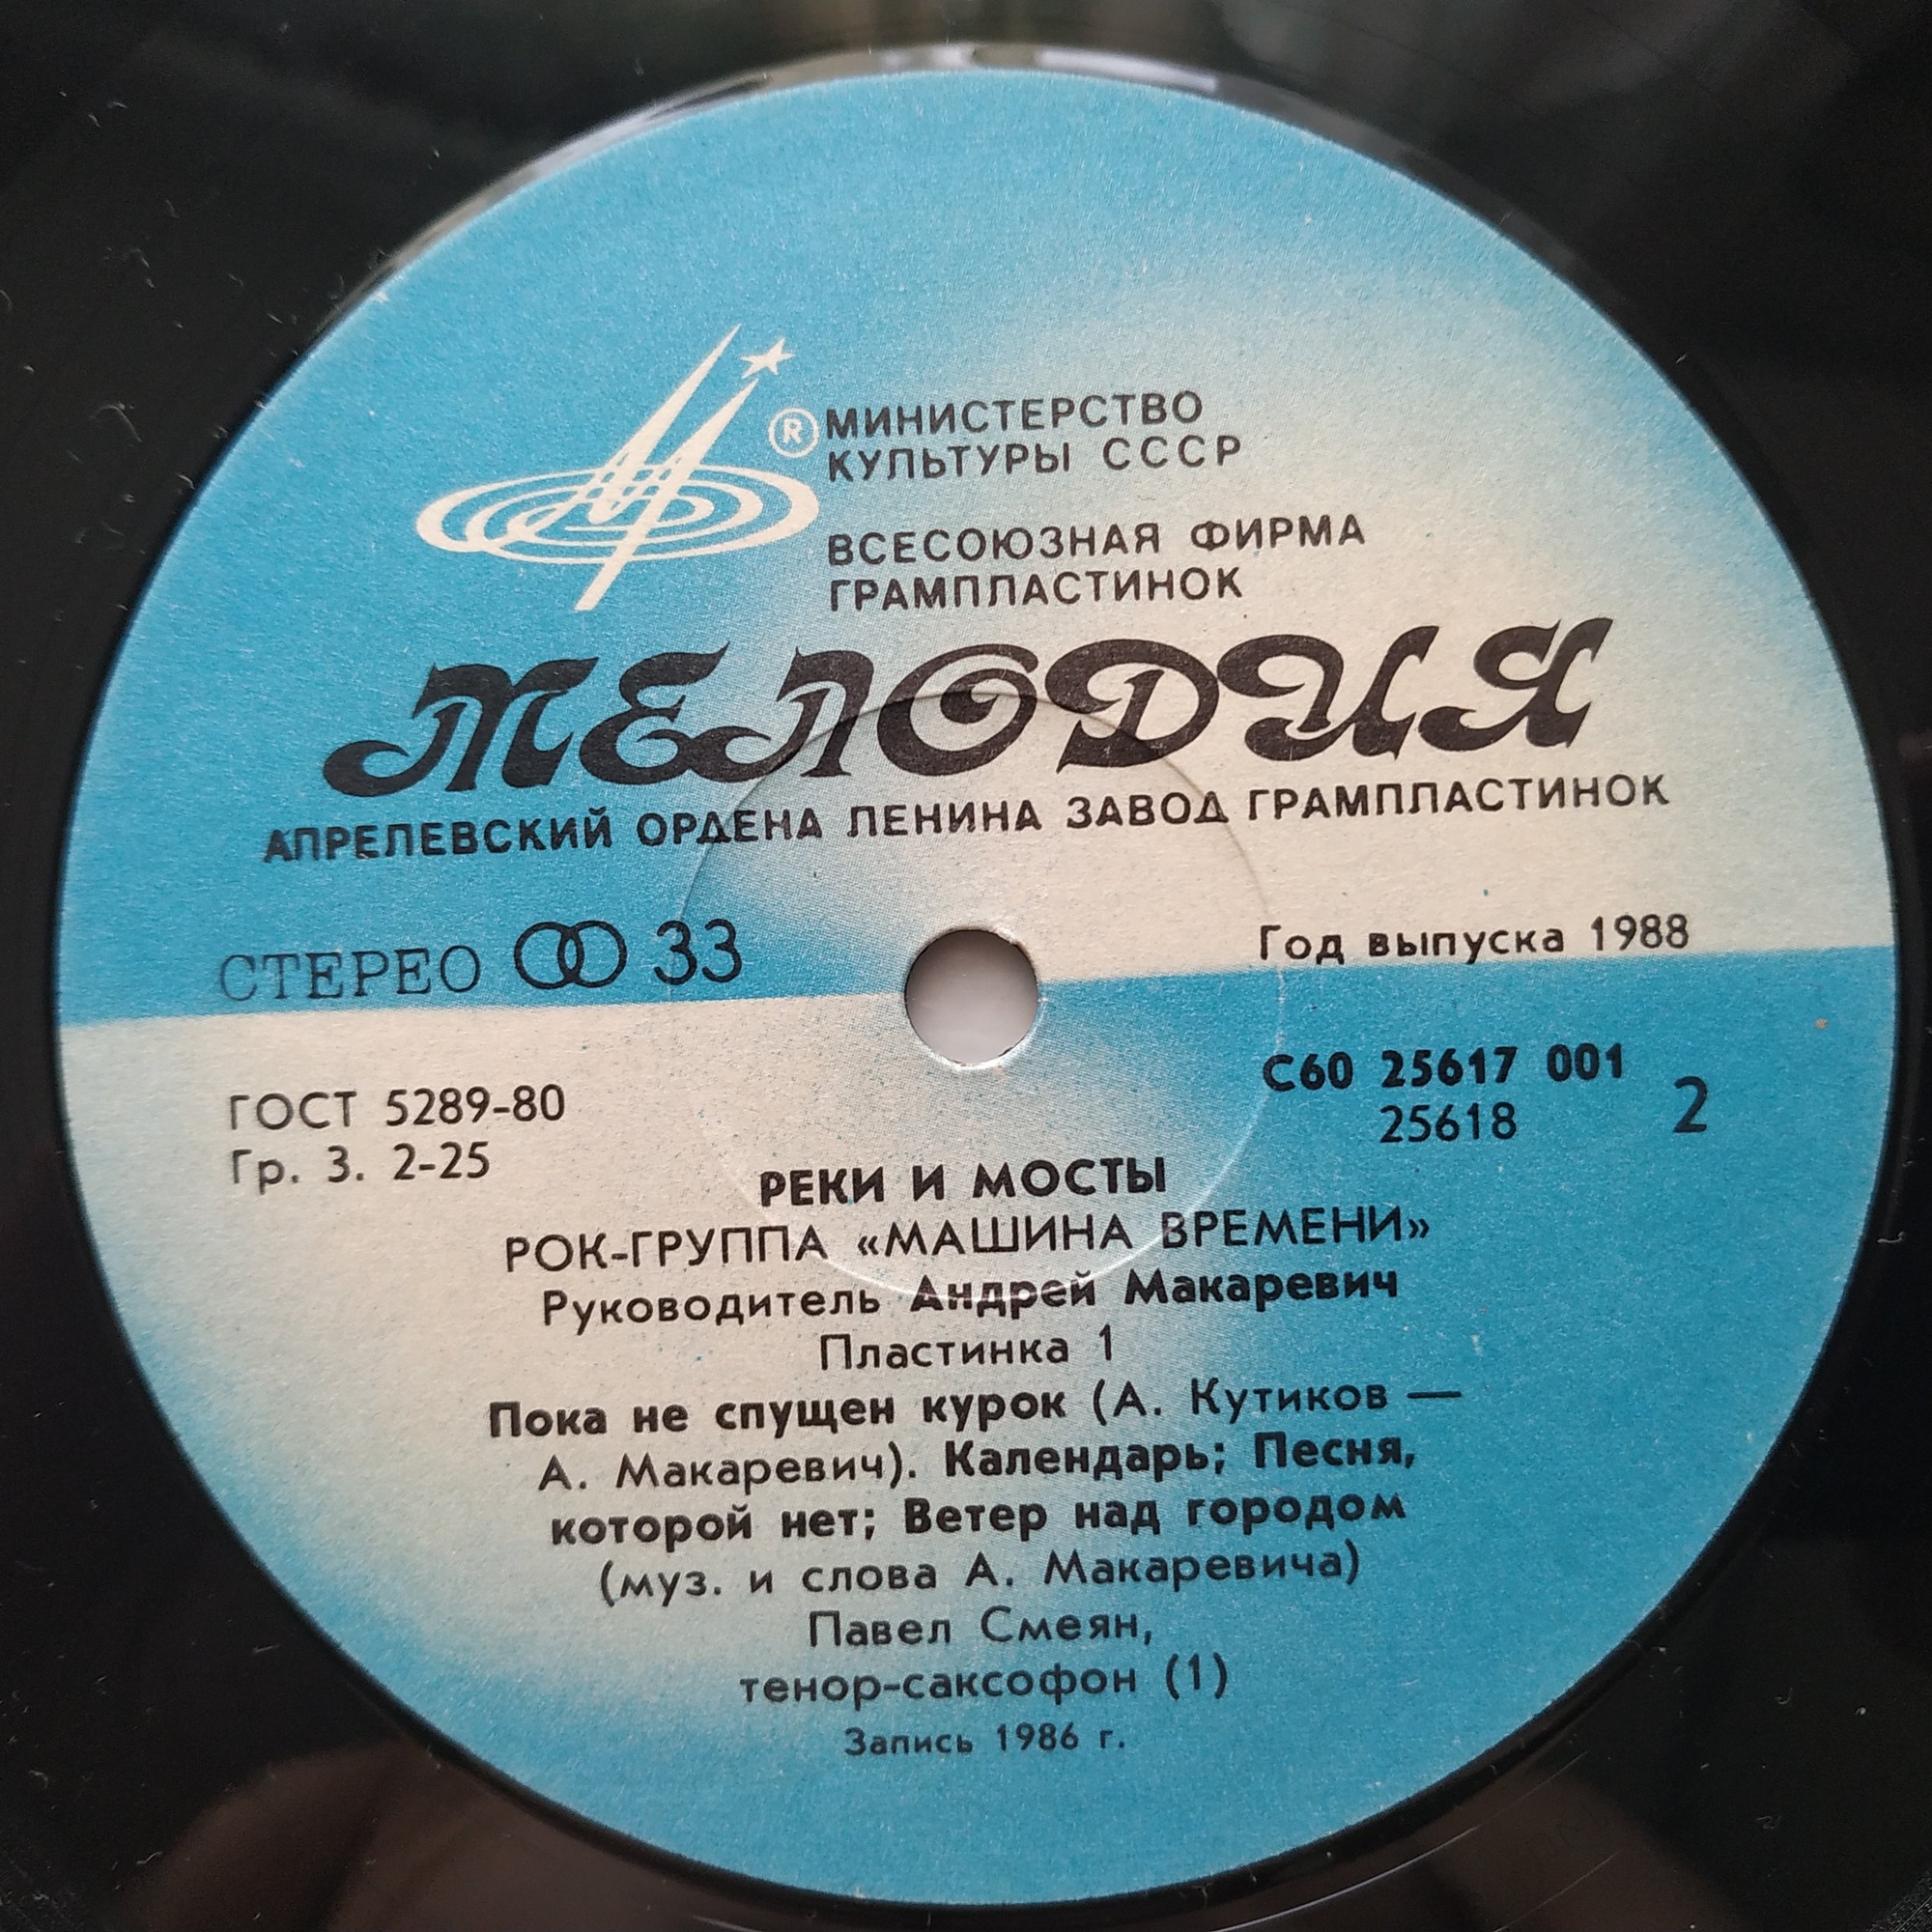 ®
МИНИСТЕРСТВО
КУЛЬТУРЫ СССР
ВСЕСОЮЗНАЯ ФИРМА
ГРАМПЛАСТИНОК
МЕЛОДИЯ
АПРЕЛЕВСКИЙ ОРДЕНА ЛЕНИНА ЗАВОД ГРАМПЛАСТИНОК
СТЕРЕО 33
Год выпуска 1988
ГОСТ 5289-80
Гр. 3. 2-25
С60 25617 001
25618 2
РЕКИ И МОСТЫ
РОК-ГРУППА «МАШИНА ВРЕМЕНИ»
Руководитель Андрей Макаревич
Пластинка 1
Пока не спущен курок (А. Кутиков —
А. Макаревич). Календарь; Песня,
которой нет; Ветер над городом
(муз. и слова А. Макаревича)
Павел Смеян,
тенор-саксофон (1)
Запись 1986 г.